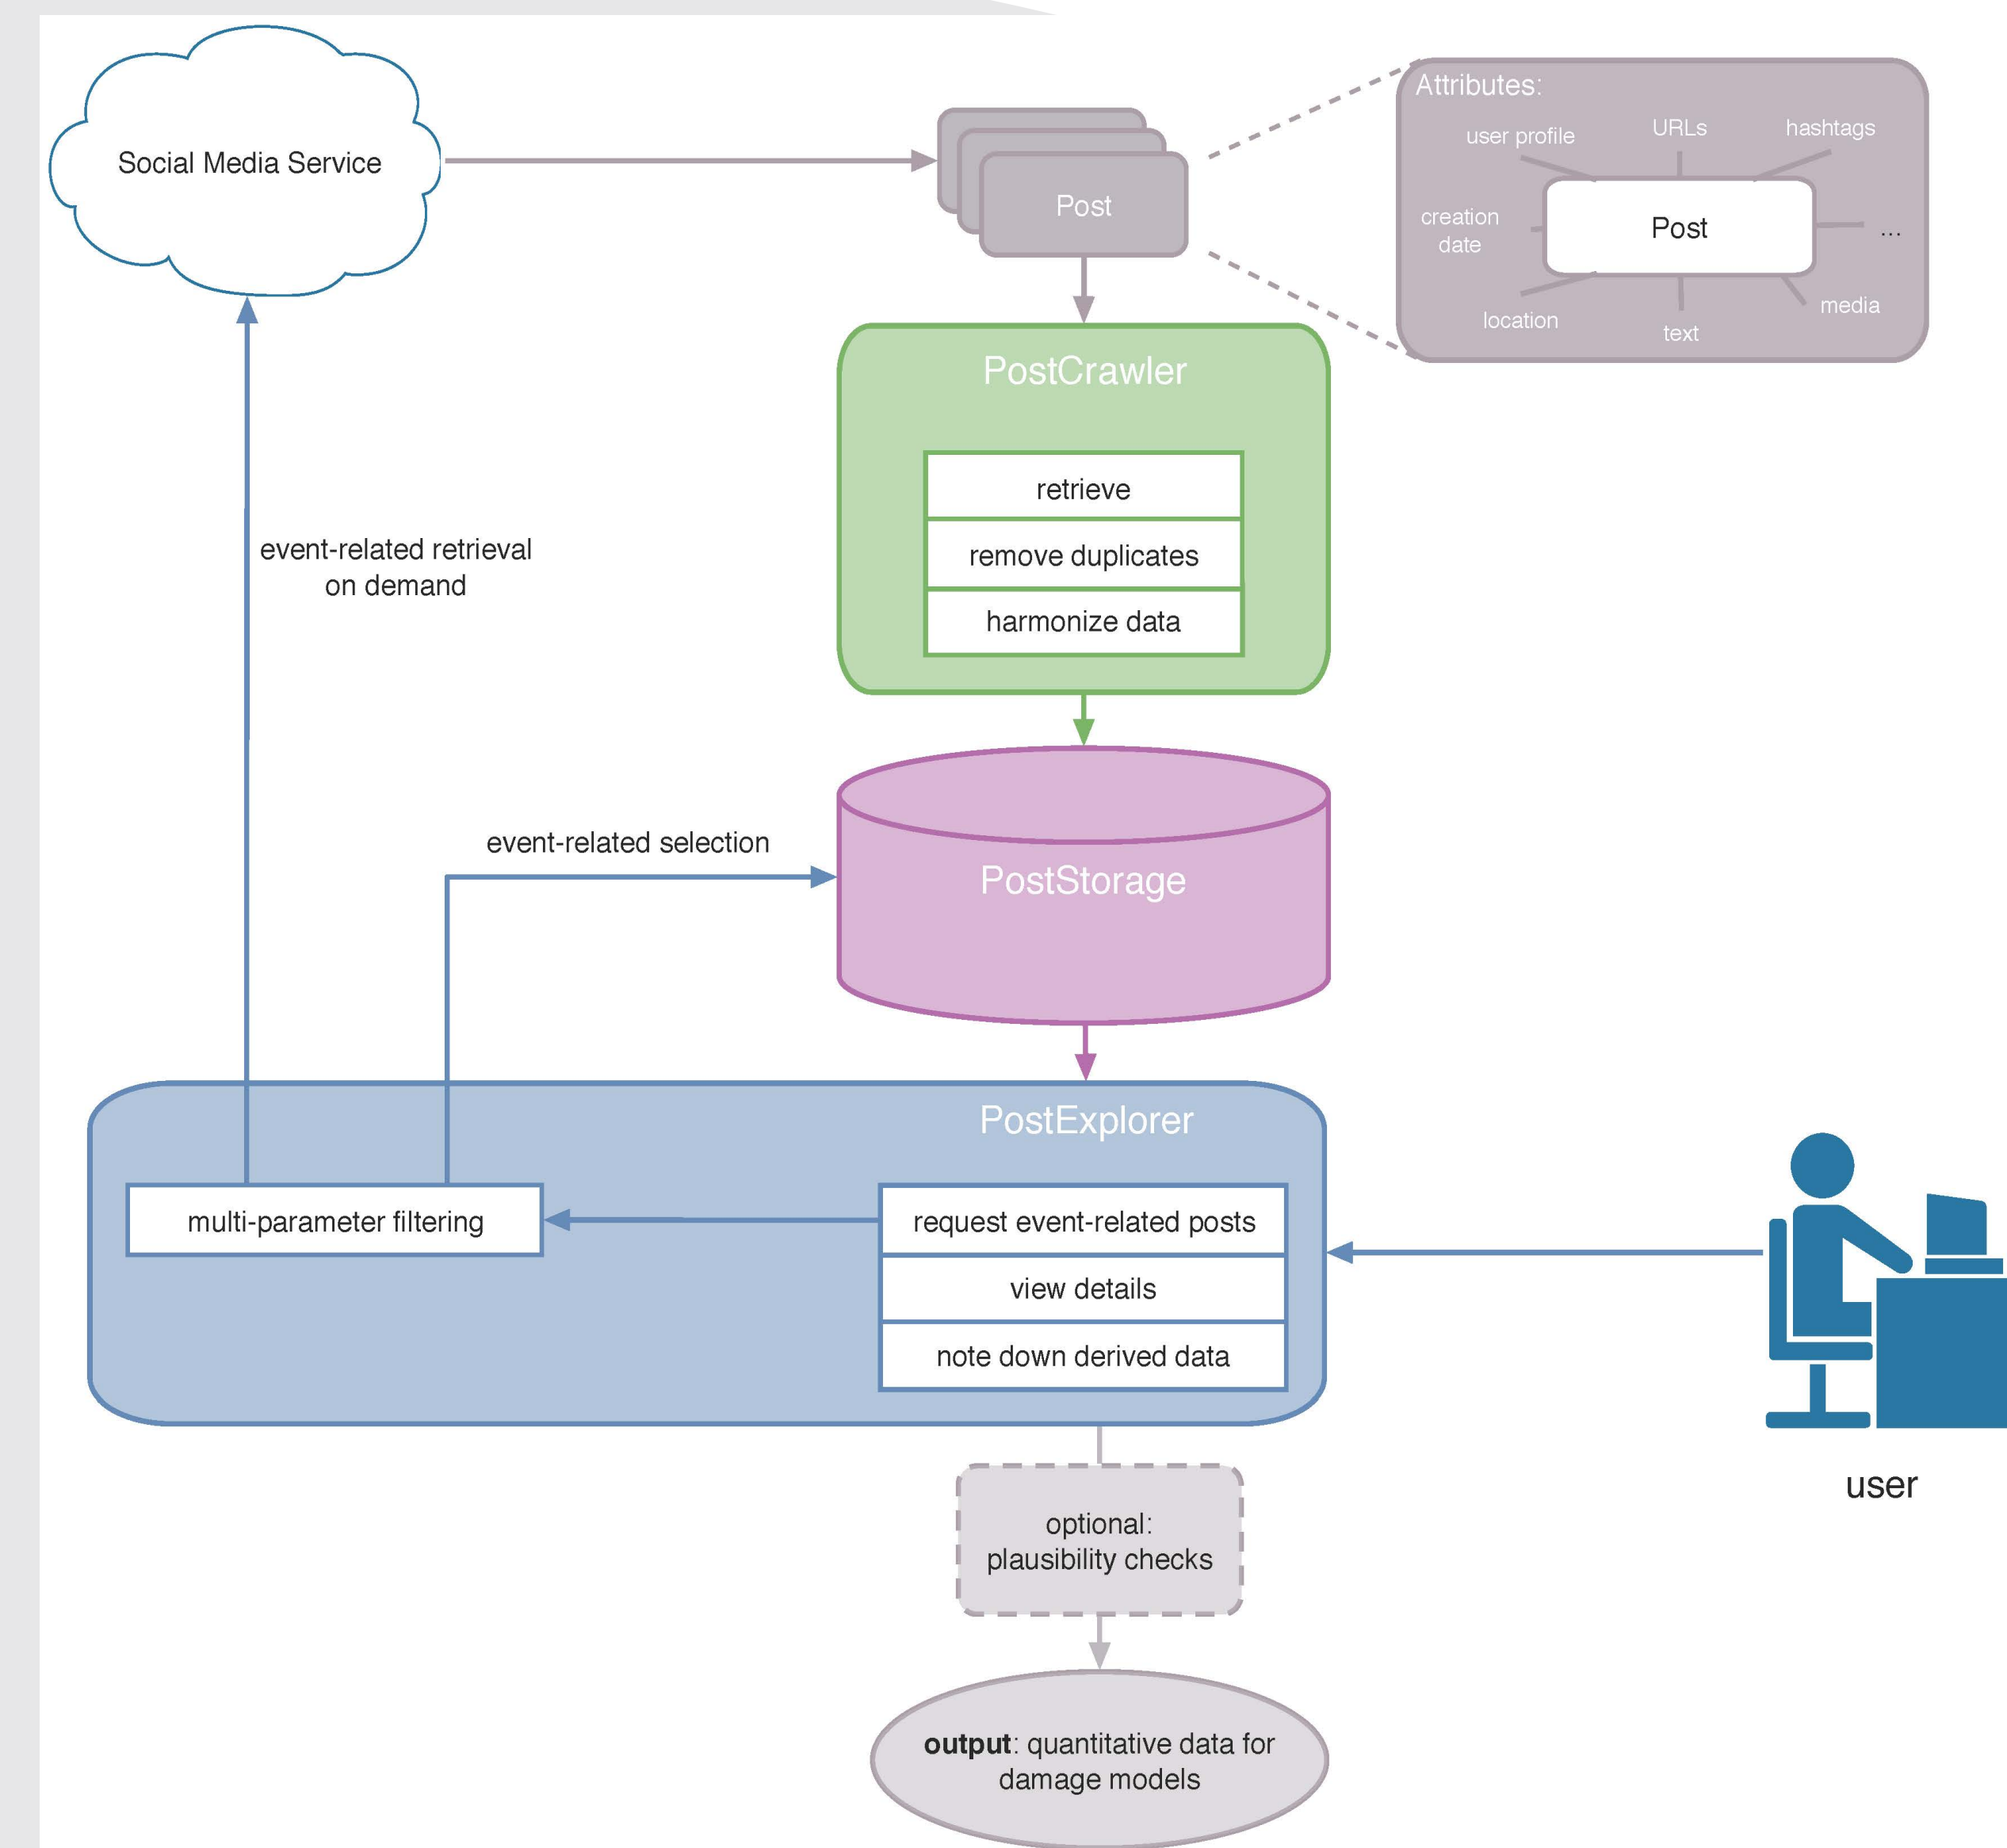 Social Media Service
Post
Attributes:
user profile
URLs
hashtags
creation
date
Post
...
location
text
media
PostCrawler
retrieve
remove duplicates
harmonize data
event-related retrieval
on demand
event-related selection
PostStorage
PostExplorer
multi-parameter filtering
request event-related posts
view details
note down derived data
user
optional:
plausibility checks
output: quantitative data for
damage models